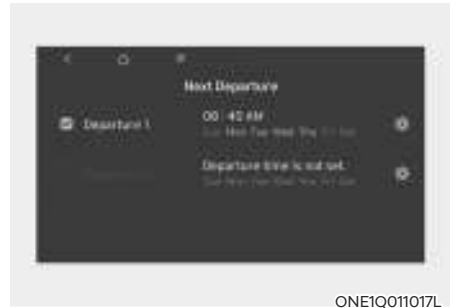 Next Departure
Departure 1
08 : 40 AM
Sun Mon Tue Wed Thu Fri Sat
Departure time is not set.
Sun Mon Tue Wed Thu Fri Sat
ONE1Q011017L